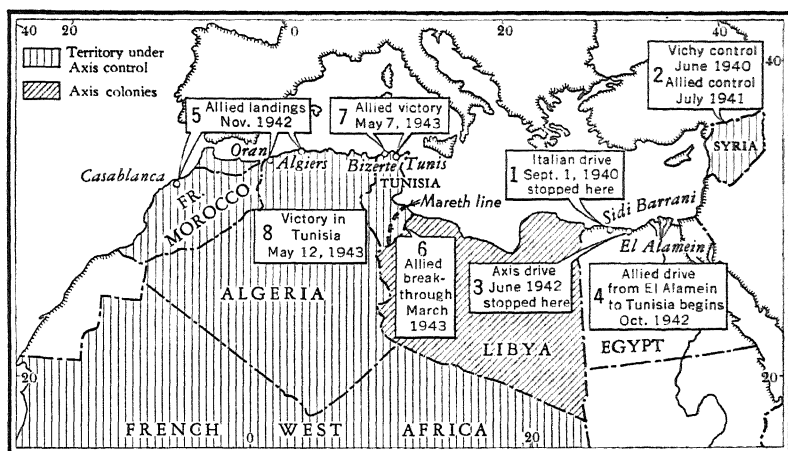 40
20
0
20
40
Territory under
Axis control
Axis colonies
5 Allied landings
Nov. 1942
7 Allied victory
May 7, 1943
2 Vichy control
June 1940
Allied control
July 1941
SYRIA
Oran
Algiers
Bizerte
Tunis
TUNISIA
Casablanca
FR.
MOROCCO
Mareth line
1 Italian drive
Sept. 1, 1940
stopped here
Sidi Barrani
El Alamein
8 Victory in
Tunisia
May 12, 1943
6
Allied
break-
through
March
1943
3 Axis drive
June 1942
stopped here
4 Allied drive
from El Alamein
to Tunisia begins
Oct. 1942
ALGERIA
LIBYA
EGYPT
20
20
FRENCH WEST AFRICA
0
20